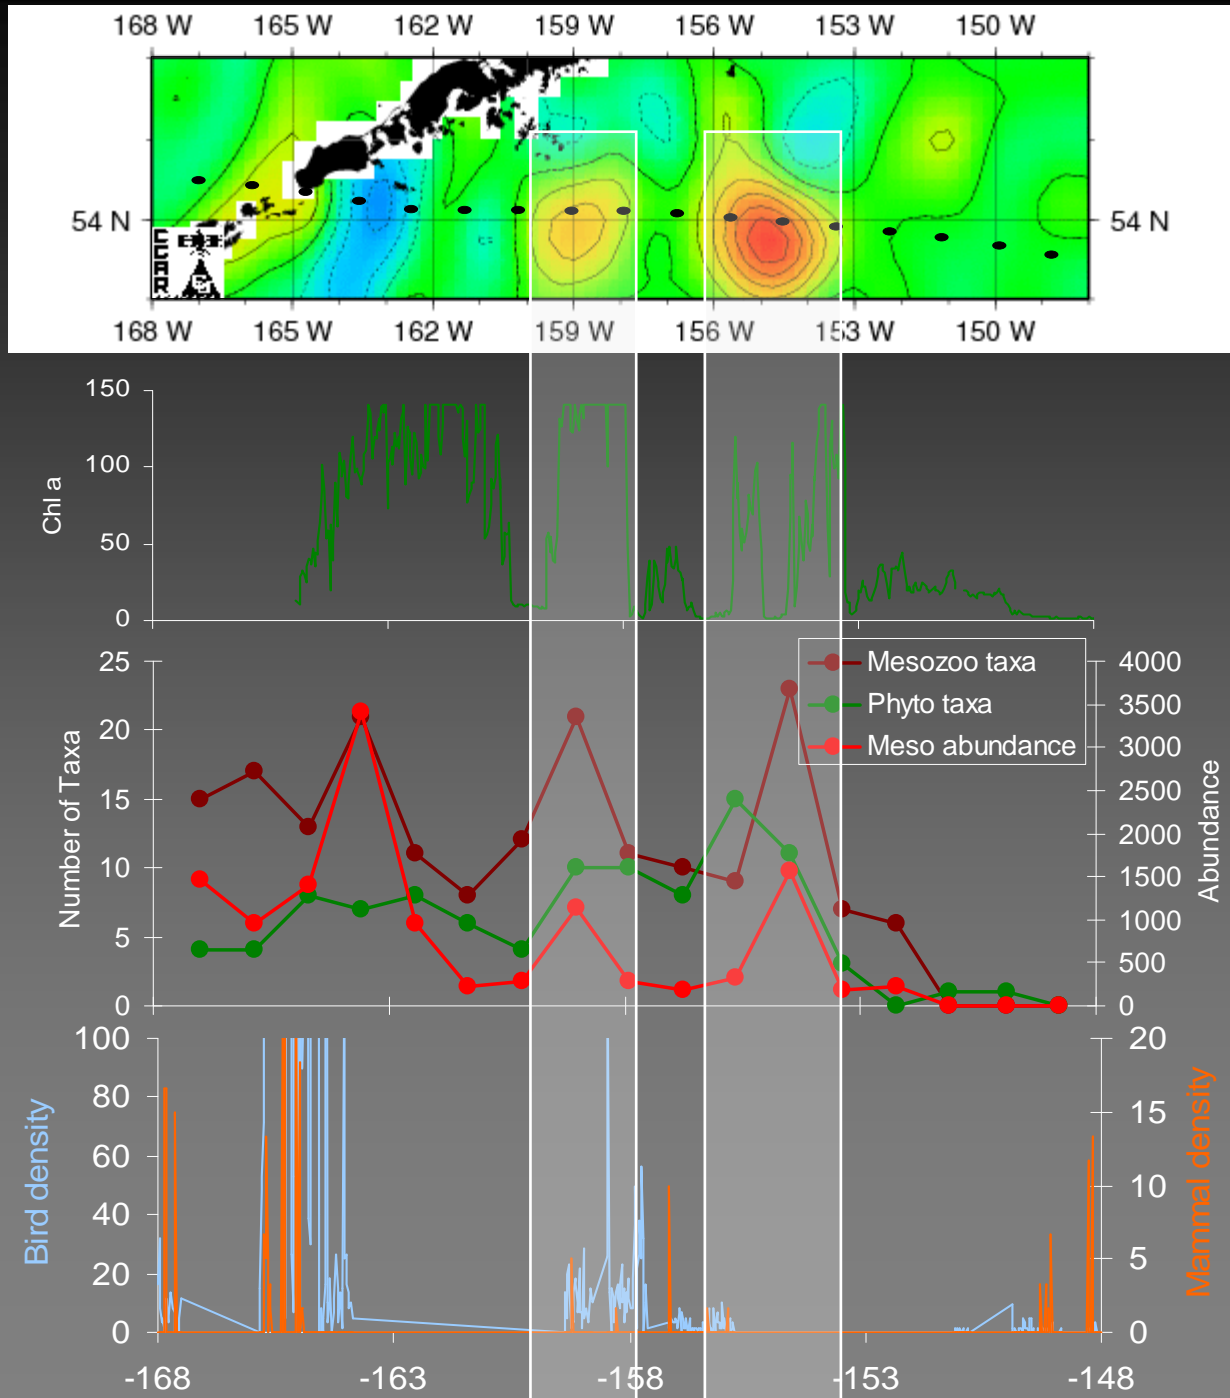 168 W 165 W 162 W 159 W 156 W 153 W 150 W
54 N 54 N
CCAR
168 W 165 W 162 W 159 W 156 W 153 W 150 W
150
100
50
0
Chl a
25
20
15
10
5
0
Number of Taxa
Mesozoo taxa
Phyto taxa
Meso abundance
4000
3500
3000
2500
2000
1500
1000
500
0
Abundance
100
80
60
40
20
0
Bird density
20
15
10
5
0
Mammal density
-168 -163 -158 -153 -148